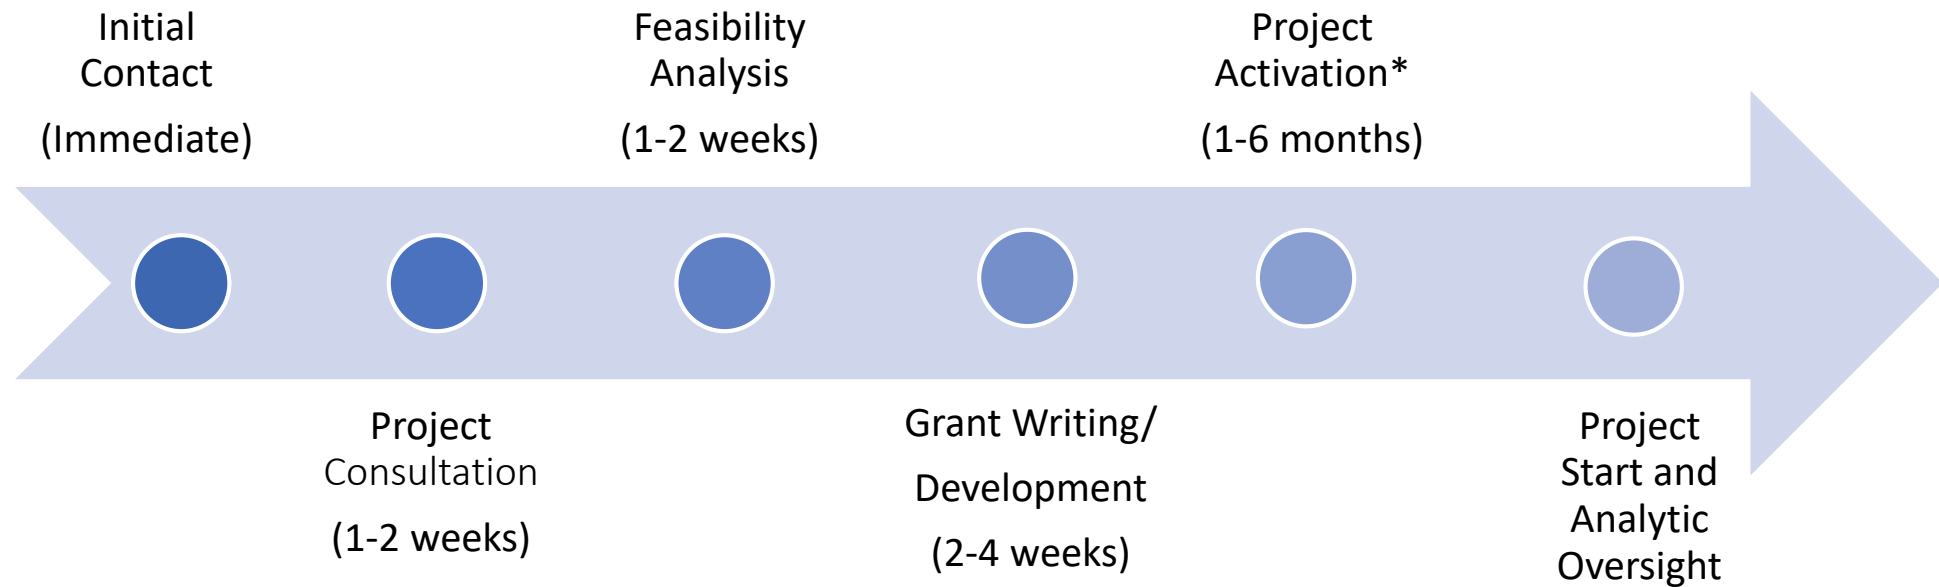 Initial
Contact
(Immediate)
Project
Consultation
(1-2 weeks)
Feasibility
Analysis
(1-2 weeks)
Grant Writing/
Development
(2-4 weeks)
Project
Activation*
(1-6 months)
Project
Start and
Analytic
Oversight